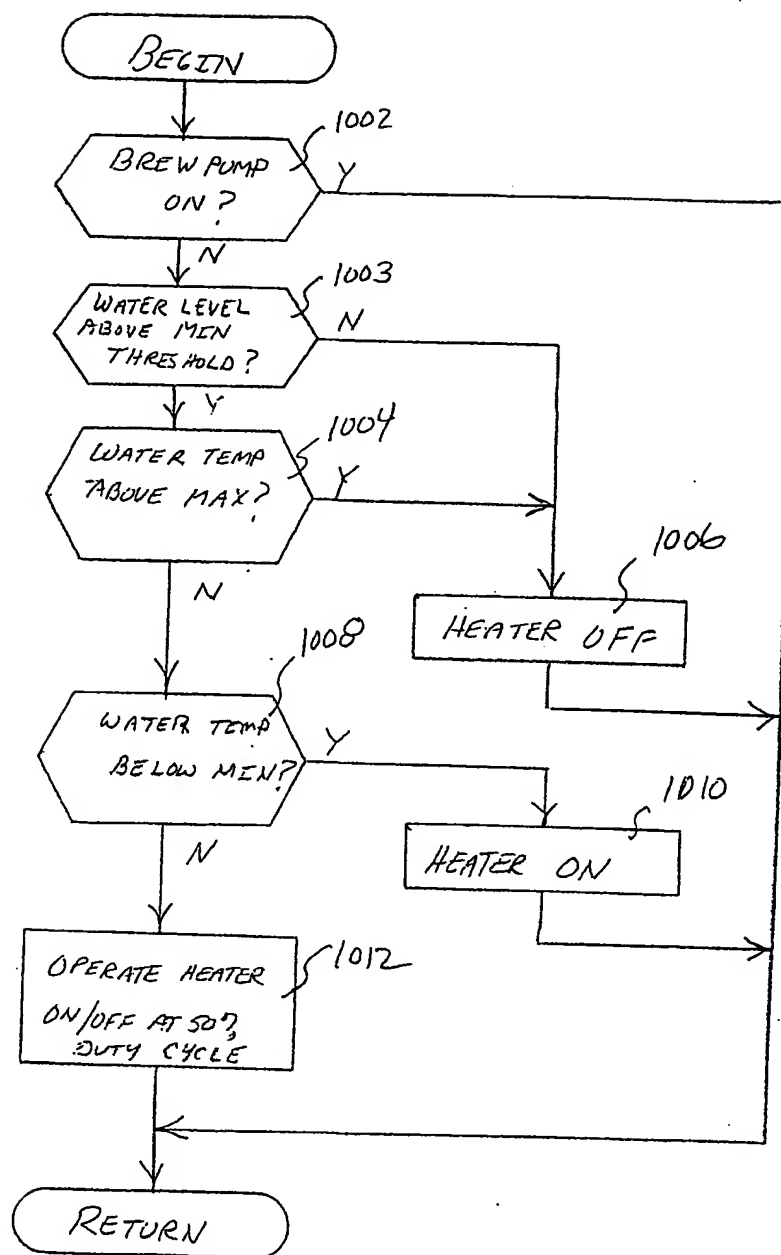 BEGIN
1002
BREW PUMP
ON?
Y
N
1003
WATER LEVEL
ABOVE MIN
THRESHOLD?
N
Y
1004
WATER TEMP
ABOVE MAX?
Y
N
1006
HEATER OFF
1008
WATER TEMP
BELOW MIN?
Y
N
1010
HEATER ON
OPERATE HEATER
ON/OFF AT 50%
DUTY CYCLE
1012
RETURN